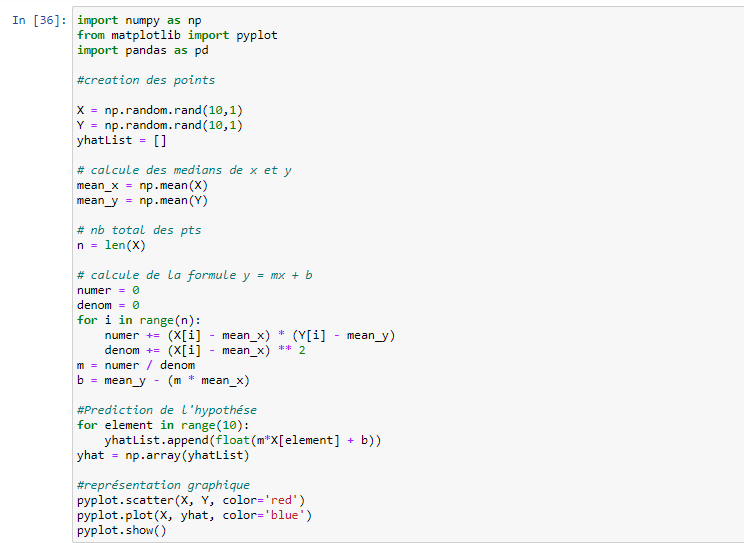 In [36]: import numpy as np
from matplotlib import pyplot
import pandas as pd
#creation des points
X = np.random.rand(10,1)
Y = np.random.rand(10,1)
yhatList = []
# calcule des medians de x et y
mean_x = np.mean(X)
mean_y = np.mean(Y)
# nb total des pts
n = len(X)
# calcule de la formule y = mx + b
numer = 0
denom = 0
for i in range(n):
    numer += (X[i] - mean_x) * (Y[i] - mean_y)
    denom += (X[i] - mean_x) ** 2
m = numer / denom
b = mean_y - (m * mean_x)
#Prediction de l'hypothése
for element in range(10):
    yhatList.append(float(m*X[element] + b))
yhat = np.array(yhatList)
#représentation graphique
pyplot.scatter(X, Y, color='red')
pyplot.plot(X, yhat, color='blue')
pyplot.show()